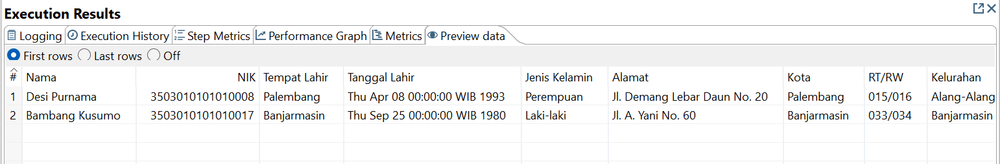 Execution Results
Logging Execution History Step Metrics Performance Graph Metrics Preview data
First rows Last rows Off
# Nama NIK Tempat Lahir Tanggal Lahir Jenis Kelamin Alamat Kota RT/RW Kelurahan
1 Desi Purnama 3503010101010008 Palembang Thu Apr 08 00:00:00 WIB 1993 Perempuan Jl. Demang Lebar Daun No. 20 Palembang 015/016 Alang-Alang
2 Bambang Kusumo 3503010101010017 Banjarmasin Thu Sep 25 00:00:00 WIB 1980 Laki-laki Jl. A. Yani No. 60 Banjarmasin 033/034 Banjarmasin